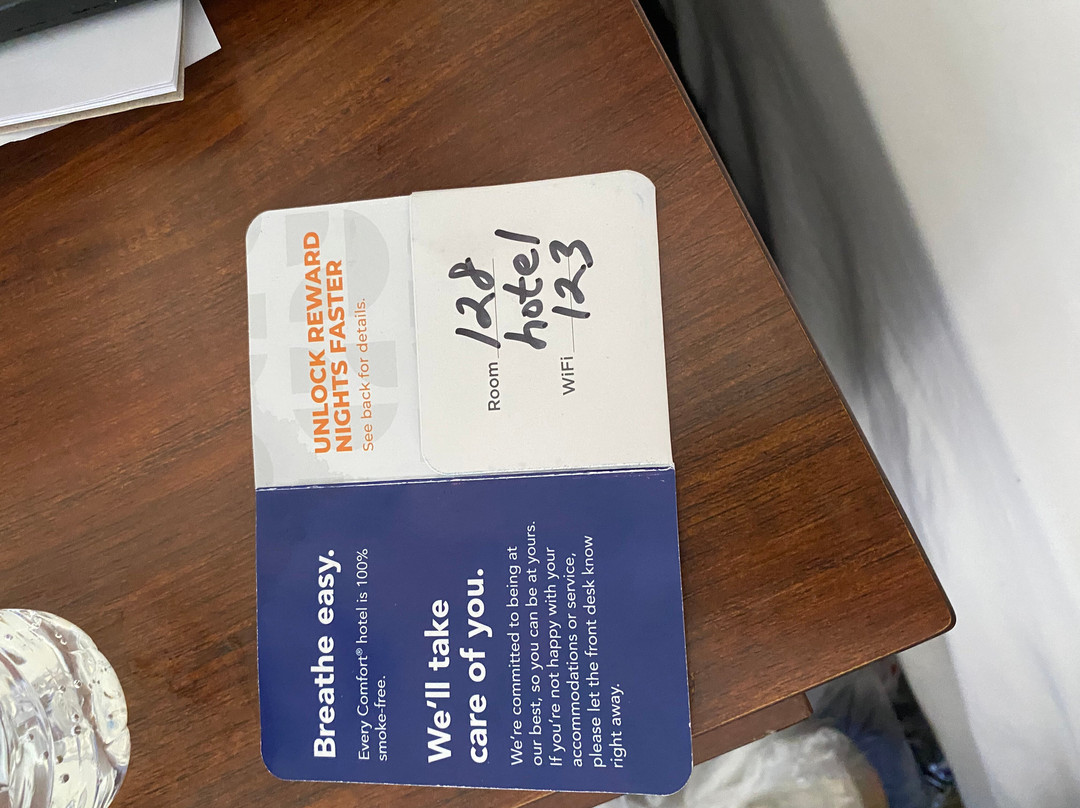 Breathe easy.
Every Comfort® hotel is 100%
smoke-free.
We'll take
care of you.
We're committed to being at
our best, so you can be at yours.
If you're not happy with your
accommodations or service,
please let the front desk know
right away.
UNLOCK REWARD
NIGHTS FASTER
See back for details.
Room 128
hotel
WiFi 123